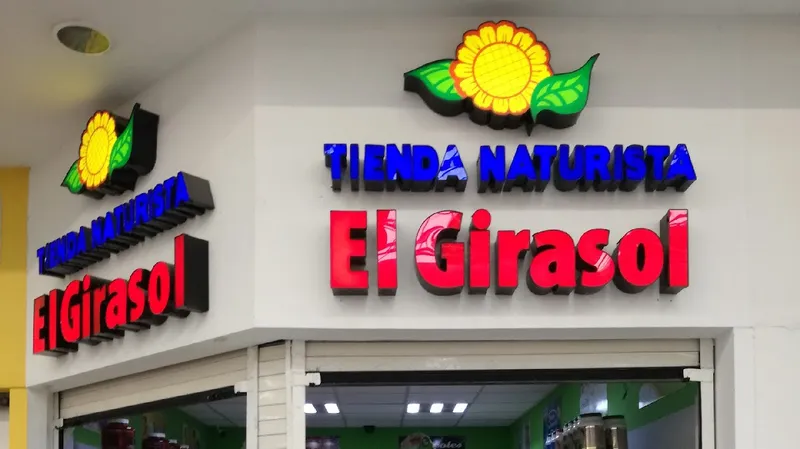 TIENDA NATURISTA
El Girasol
TIENDA NATURISTA
El Girasol